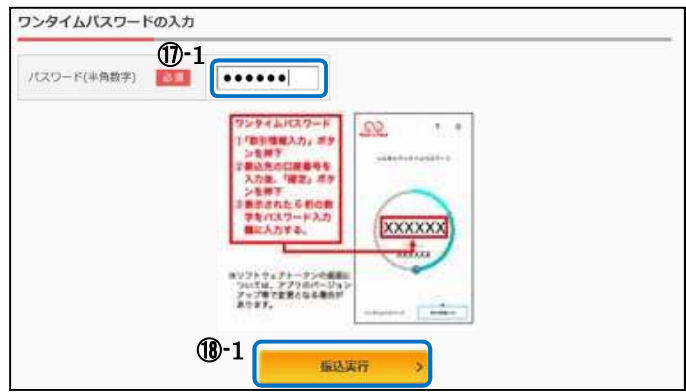 ワンタイムパスワードの入力
⑰-1
パスワード(半角数字) 必須 ●●●●●●
ワンタイムパスワード
①「取引情報入力」ボタ
ンを押下
②振込先の口座番号を
入力後、「確定」ボタ
ンを押下
③表示された6桁の数
字をパスワード入力
欄に入力する。
XXXXXX
XXXXXX
※ソフトウェアトークンの画面に
ついては、アプリのバージョン
アップ等で変更となる場合が
あります。
⑱-1
振込実行 >